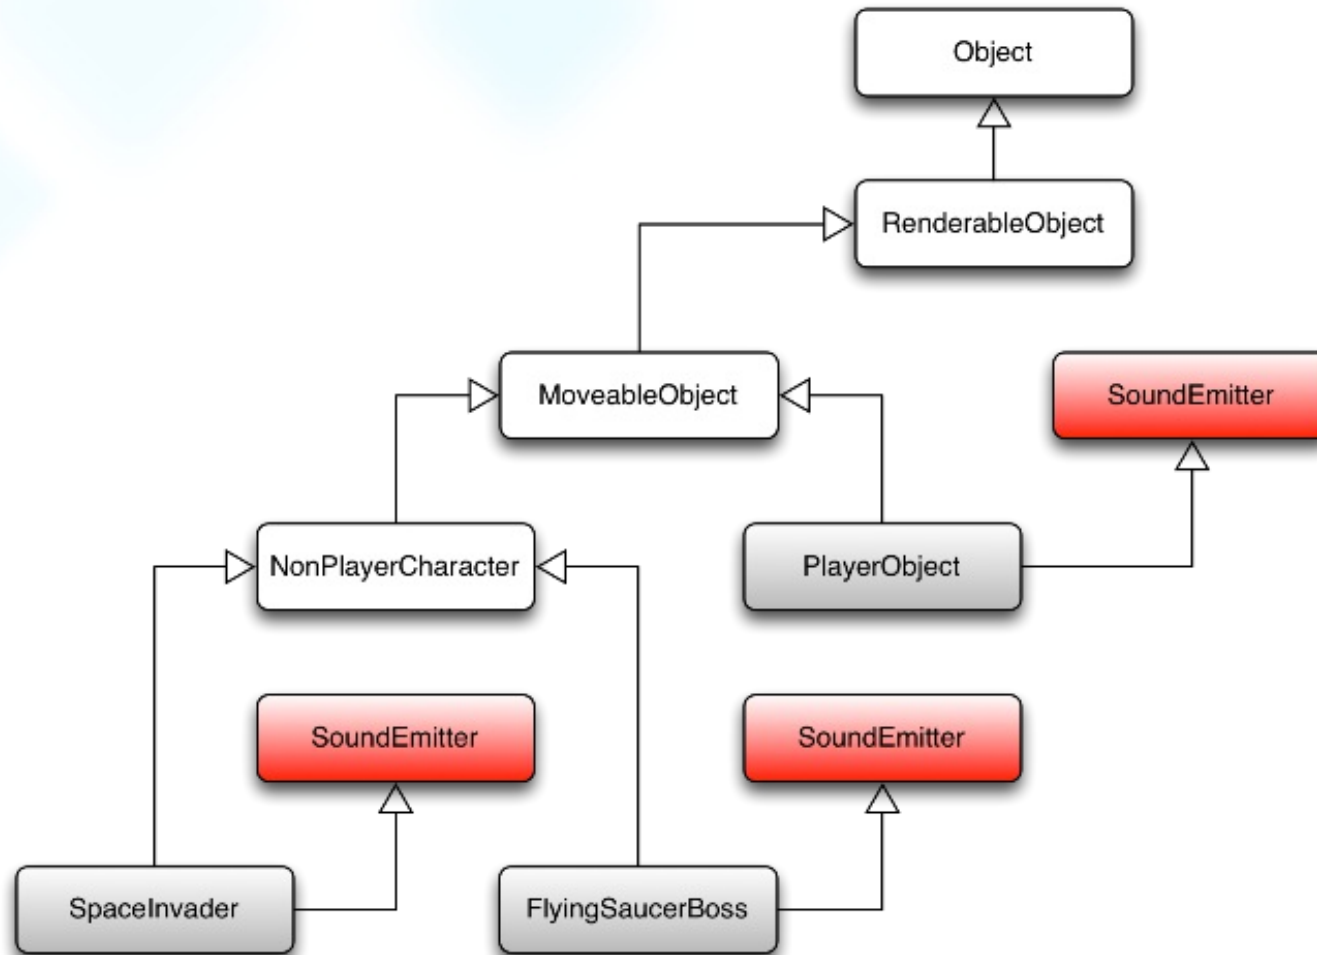 Object
RenderableObject
MoveableObject
SoundEmitter
NonPlayerCharacter
PlayerObject
SoundEmitter
SoundEmitter
SpaceInvader
FlyingSaucerBoss